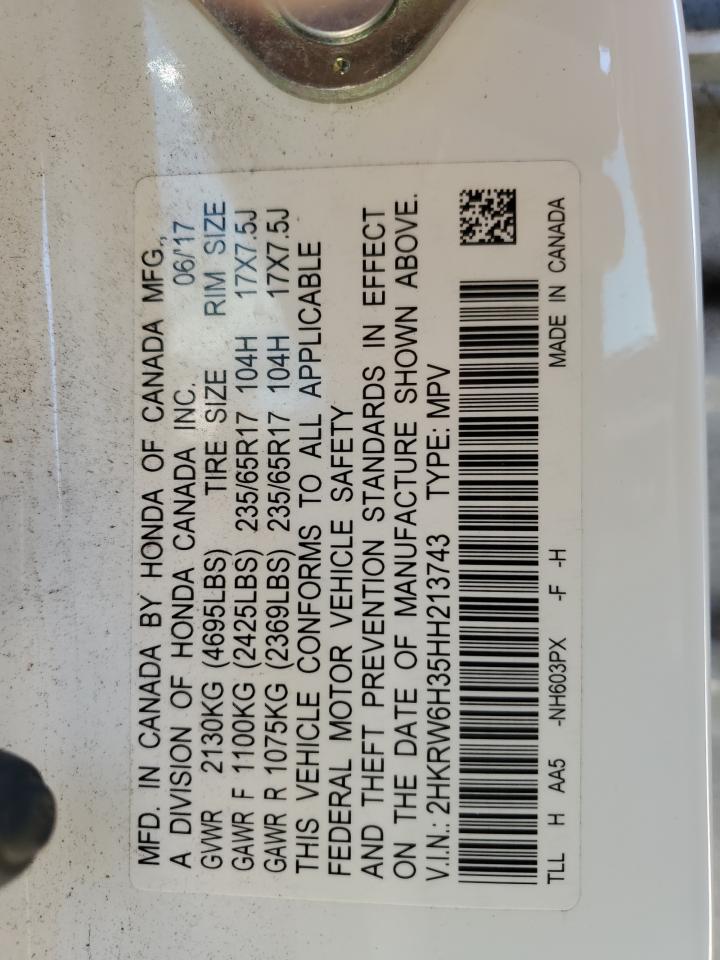 MFD. IN CANADA BY HONDA OF CANADA MFG.,
A DIVISION OF HONDA CANADA INC. 06/'17
GVWR 2130KG (4695LBS) TIRE SIZE RIM SIZE
GAWR F 1100KG (2425LBS) 235/65R17 104H 17X7.5J
GAWR R 1075KG (2369LBS) 235/65R17 104H 17X7.5J
THIS VEHICLE CONFORMS TO ALL APPLICABLE
FEDERAL MOTOR VEHICLE SAFETY
AND THEFT PREVENTION STANDARDS IN EFFECT
ON THE DATE OF MANUFACTURE SHOWN ABOVE.
V.I.N.: 2HKRW6H35HH213743 TYPE: MPV
TLL H AA5 -NH603PX -F -H MADE IN CANADA